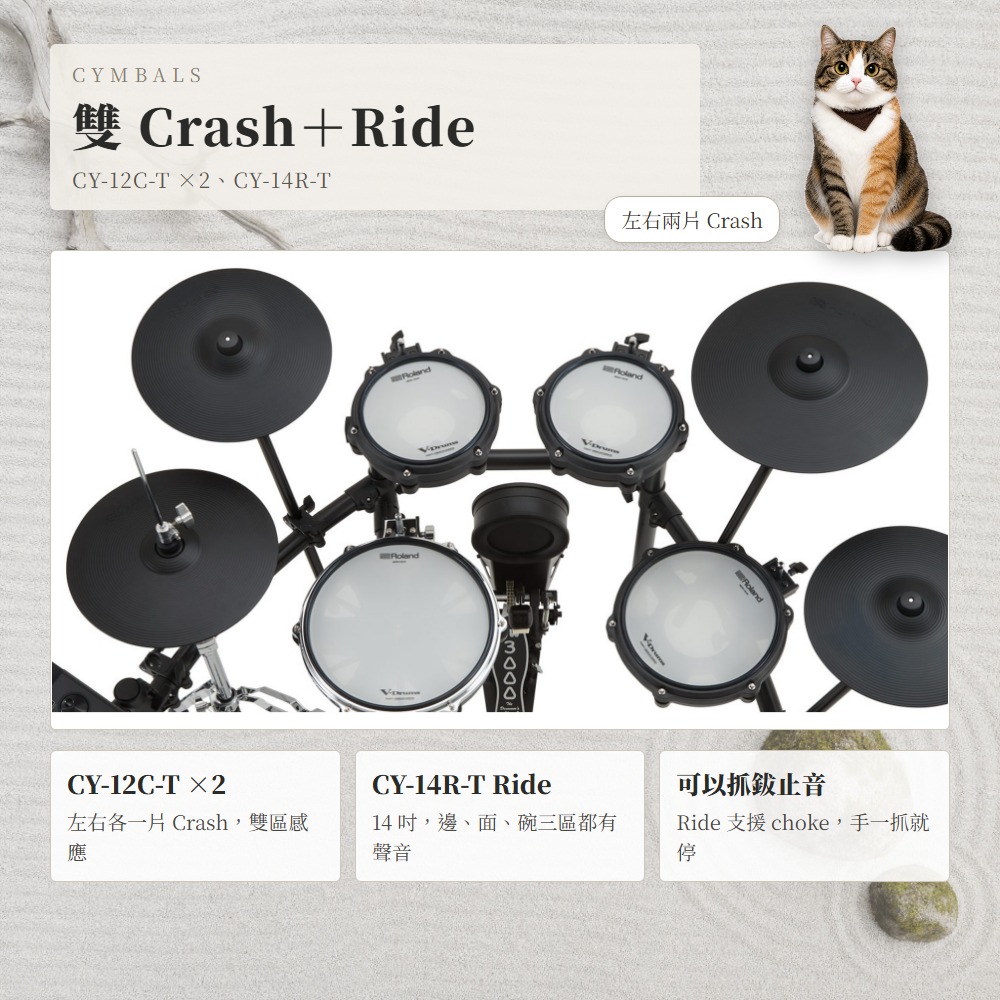 CYMBALS
雙 Crash＋Ride
CY-12C-T ×2、CY-14R-T
左右兩片 Crash
Roland
V-Drums
Roland
V-Drums
Roland
V-Drums
Roland
V-Drums
3
CY-12C-T ×2
左右各一片 Crash，雙區感
應
CY-14R-T Ride
14 吋，邊、面、碗三區都有
聲音
可以抓鈸止音
Ride 支援 choke，手一抓就
停